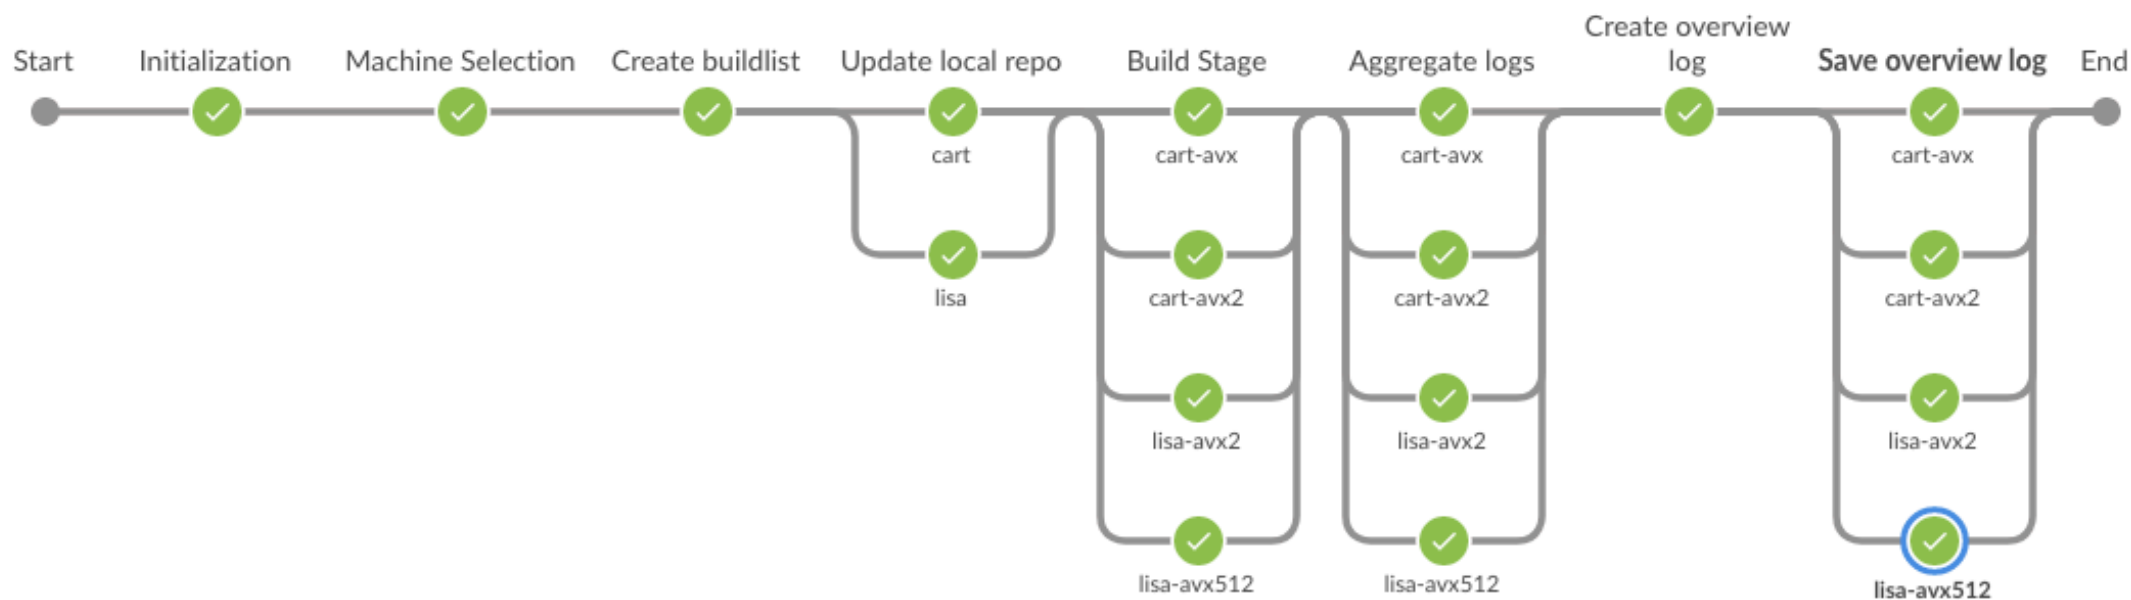 Start
Initialization
Machine Selection
Create buildlist
Update local repo
Build Stage
Aggregate logs
Create overview
log
Save overview log
End
cart
cart-avx
cart-avx
cart-avx
lisa
cart-avx2
cart-avx2
cart-avx2
lisa-avx2
lisa-avx2
lisa-avx2
lisa-avx512
lisa-avx512
lisa-avx512